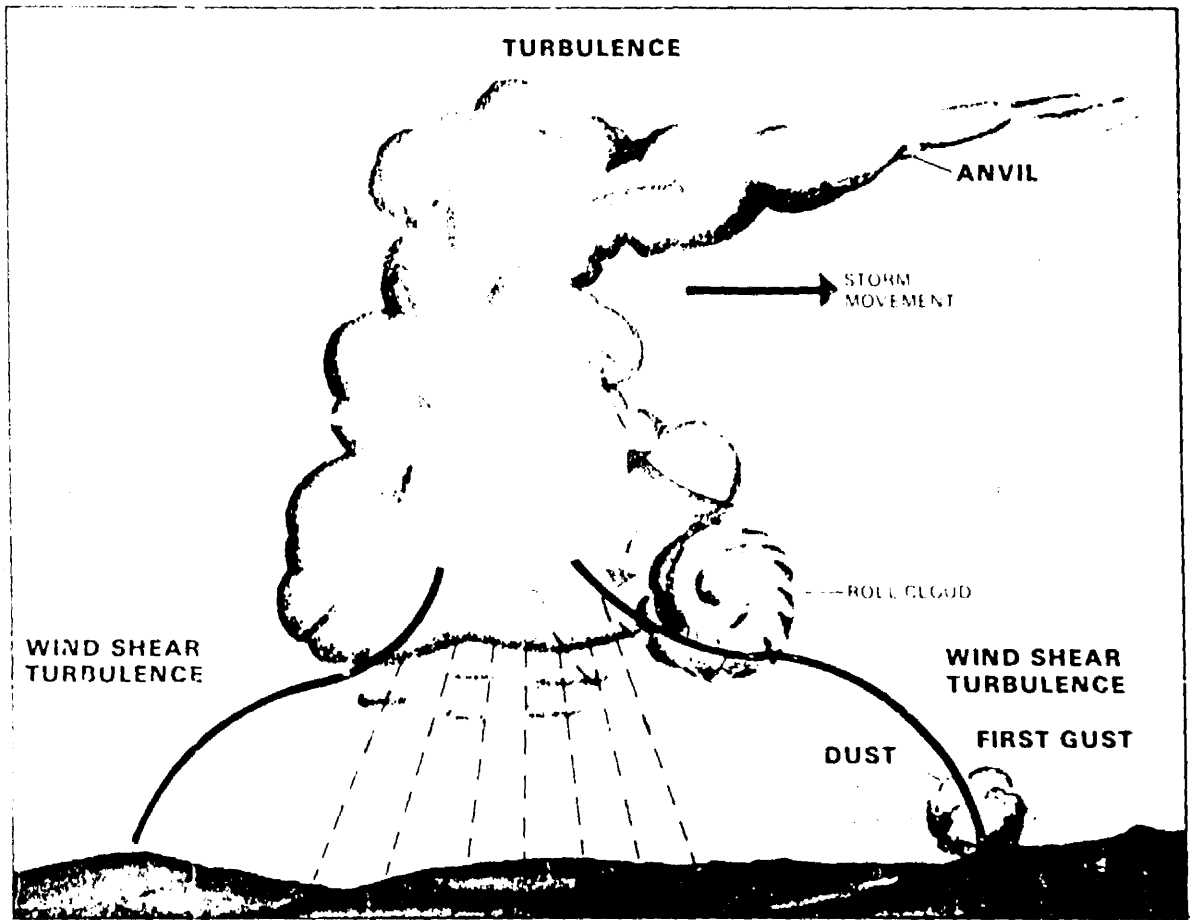 TURBULENCE
ANVIL
STORM
MOVEMENT
ROLL CLOUD
WIND SHEAR
TURBULENCE
WIND SHEAR
TURBULENCE
FIRST GUST
DUST